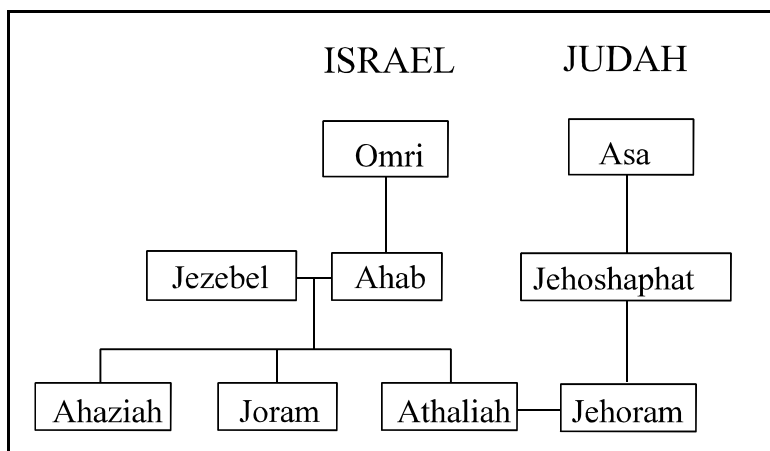 ISRAEL JUDAH
Omri Asa
Jezebel Ahab Jehoshaphat
Ahaziah Joram Athaliah Jehoram